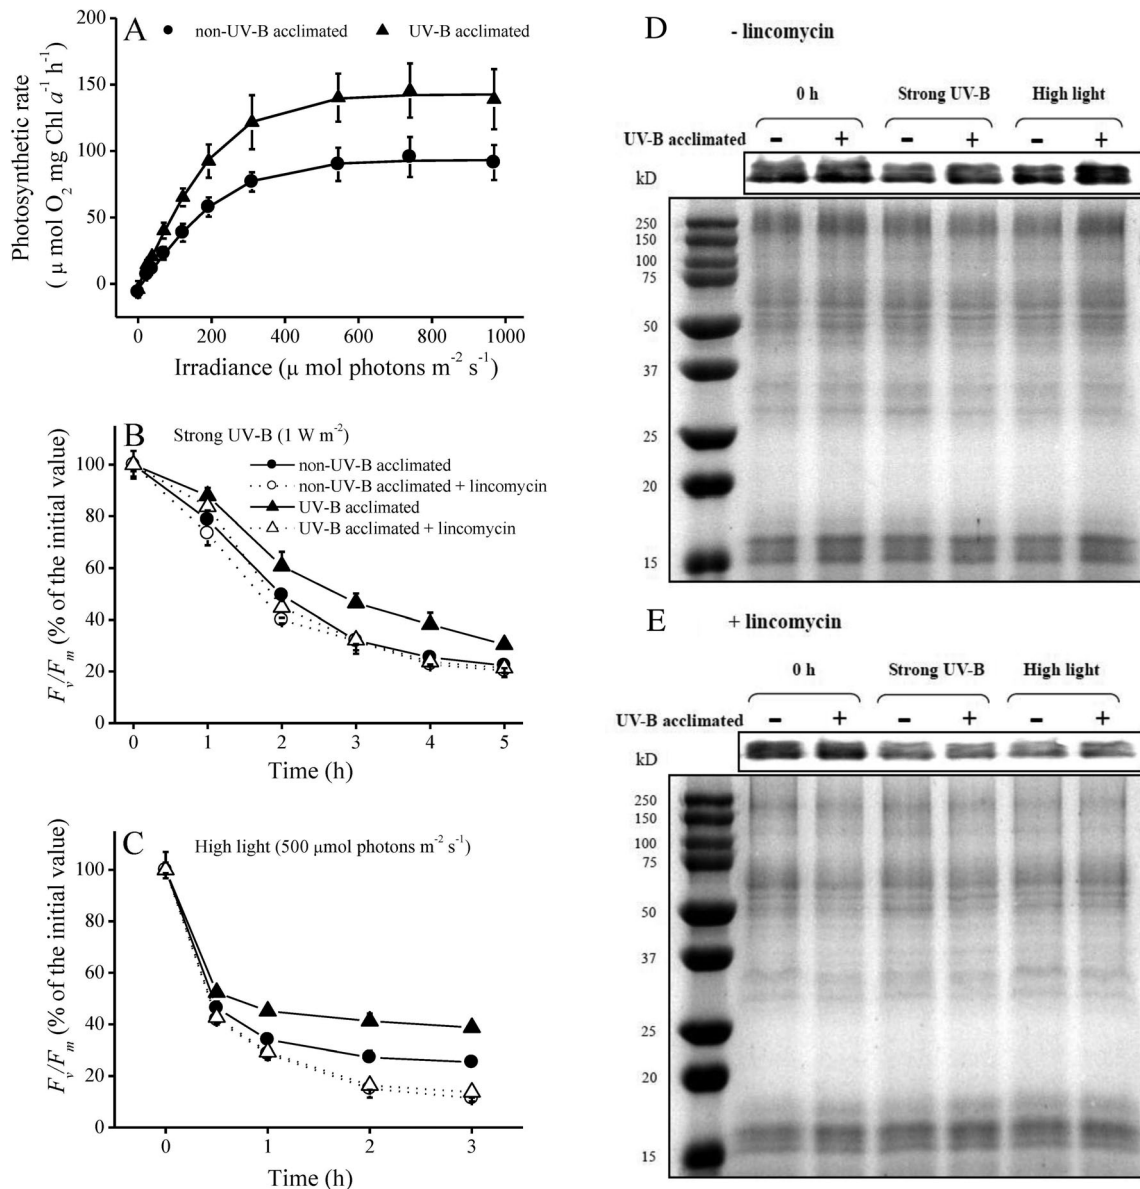 A
● non-UV-B acclimated ▲ UV-B acclimated
Photosynthetic rate
( μ mol O2 mg Chl a-1 h-1)
200
150
100
50
0
0 200 400 600 800 1000
Irradiance (μ mol photons m-2 s-1)
B
Strong UV-B (1 W m-2)
non-UV-B acclimated
non-UV-B acclimated + lincomycin
UV-B acclimated
UV-B acclimated + lincomycin
Fv/Fm (% of the initial value)
100
80
60
40
20
0
0 1 2 3 4 5
Time (h)
C
High light (500 μmol photons m-2 s-1)
Fv/Fm (% of the initial value)
100
80
60
40
20
0
0 1 2 3
Time (h)
D
- lincomycin
0 h Strong UV-B High light
UV-B acclimated - + - + - +
kD
250
150
100
75
50
37
25
20
15
E
+ lincomycin
0 h Strong UV-B High light
UV-B acclimated - + - + - +
kD
250
150
100
75
50
37
25
20
15